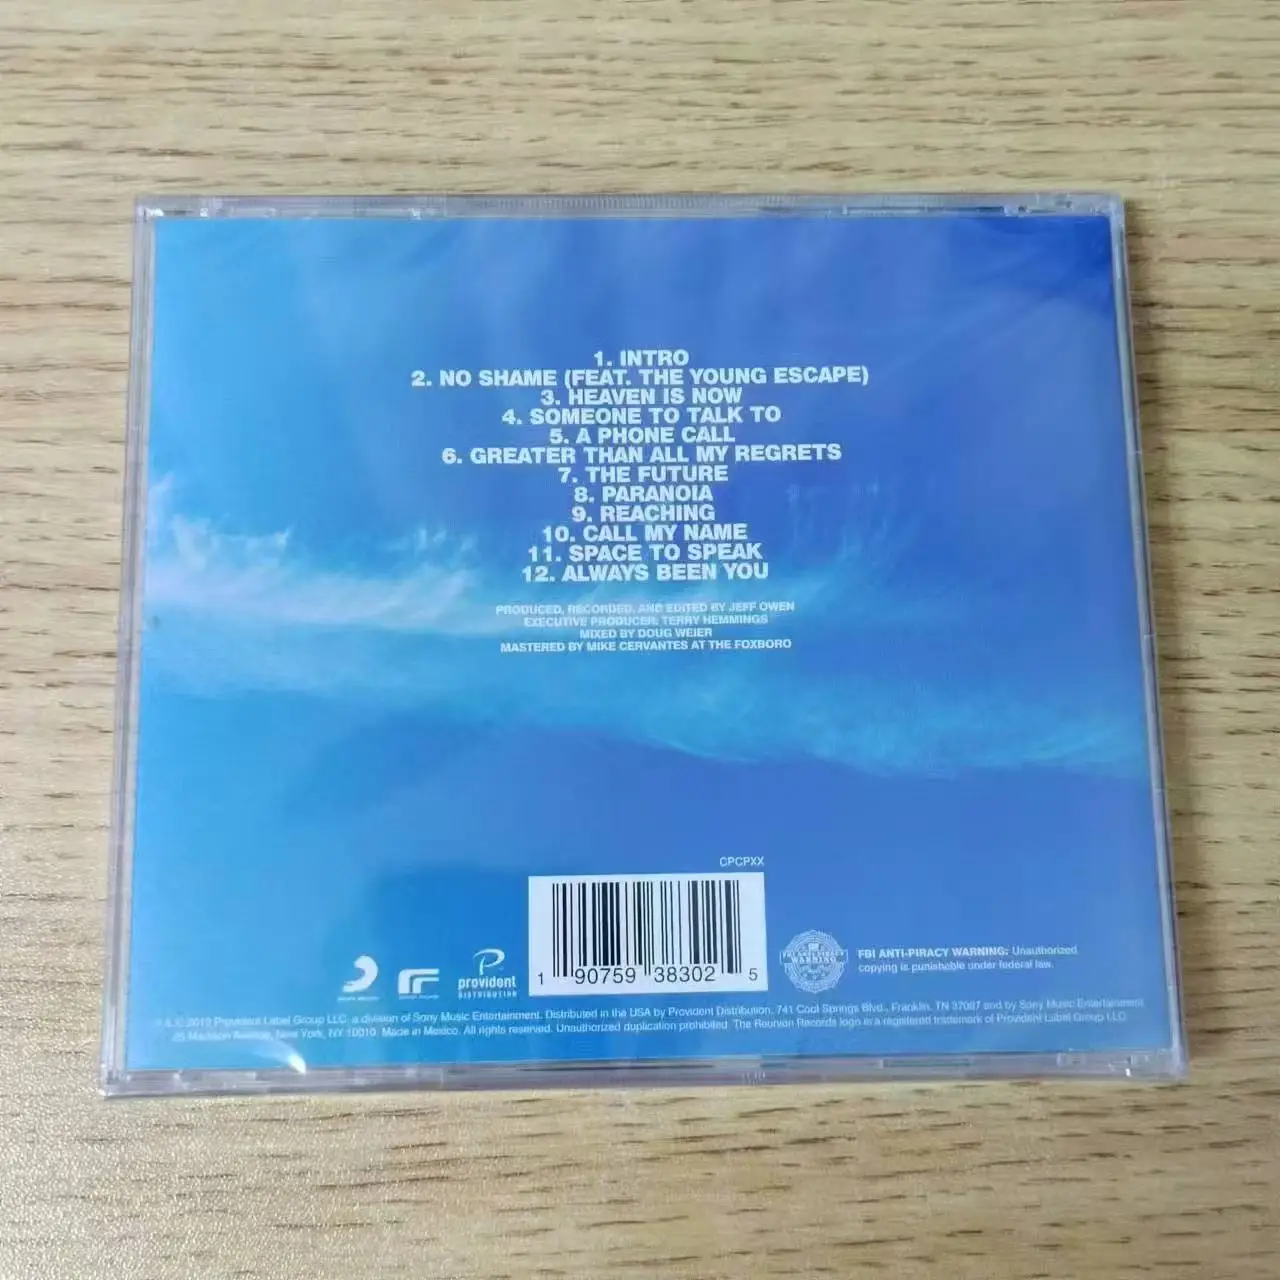 1. INTRO
2. NO SHAME (FEAT. THE YOUNG ESCAPE)
3. HEAVEN IS NOW
4. SOMEONE TO TALK TO
5. A PHONE CALL
6. GREATER THAN ALL MY REGRETS
7. THE FUTURE
8. PARANOIA
9. REACHING
10. CALL MY NAME
11. SPACE TO SPEAK
12. ALWAYS BEEN YOU
PRODUCED, RECORDED, AND EDITED BY JEFF OWEN
EXECUTIVE PRODUCER: TERRY HEMMINGS
MIXED BY DOUG WEIER
MASTERED BY MIKE CERVANTES AT THE FOXBORO
CPCPXX
1 90759 38302 5
provident
DISTRIBUTION
FBI ANTI-PIRACY
WARNING
FBI ANTI-PIRACY WARNING: Unauthorized
copying is punishable under federal law.
& © 2019 Provident Label Group LLC, a division of Sony Music Entertainment. Distributed in the USA by Provident Distribution, 741 Cool Springs Blvd., Franklin, TN 37067 and by Sony Music Entertainment
25 Madison Avenue, New York, NY 10010. Made in Mexico. All rights reserved. Unauthorized duplication prohibited. The Reunion Records logo is a registered trademark of Provident Label Group LLC